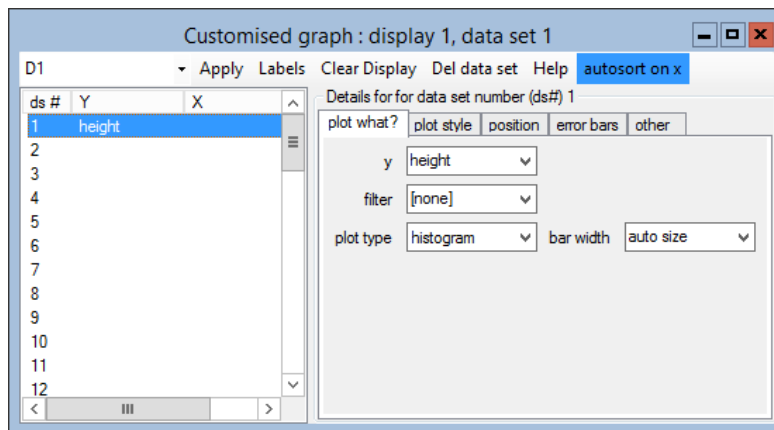 Customised graph : display 1, data set 1
D1 Apply Labels Clear Display Del data set Help autosort on x
ds # Y X
1 height
2
3
4
5
6
7
8
9
10
11
12
Details for for data set number (ds#) 1
plot what? plot style position error bars other
y height
filter [none]
plot type histogram bar width auto size